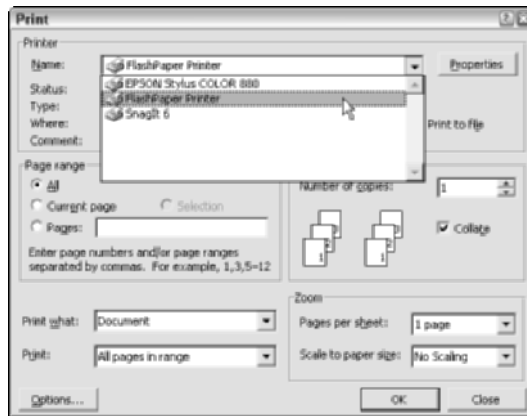 Print
Printer
Name:
FlashPaper Printer
Properties
EPSON Stylus COLOR 880
FlashPaper Printer
SnagIt 6
Status:
Type:
Where:
Comment:
Print to file
Page range
All
Current page
Selection
Pages:
Enter page numbers and/or page ranges
separated by commas. For example, 1,3,5-12
Number of copies:
1
Collate
Print what:
Document
Print:
All pages in range
Zoom
Pages per sheet:
1 page
Scale to paper size:
No Scaling
Options...
OK
Close